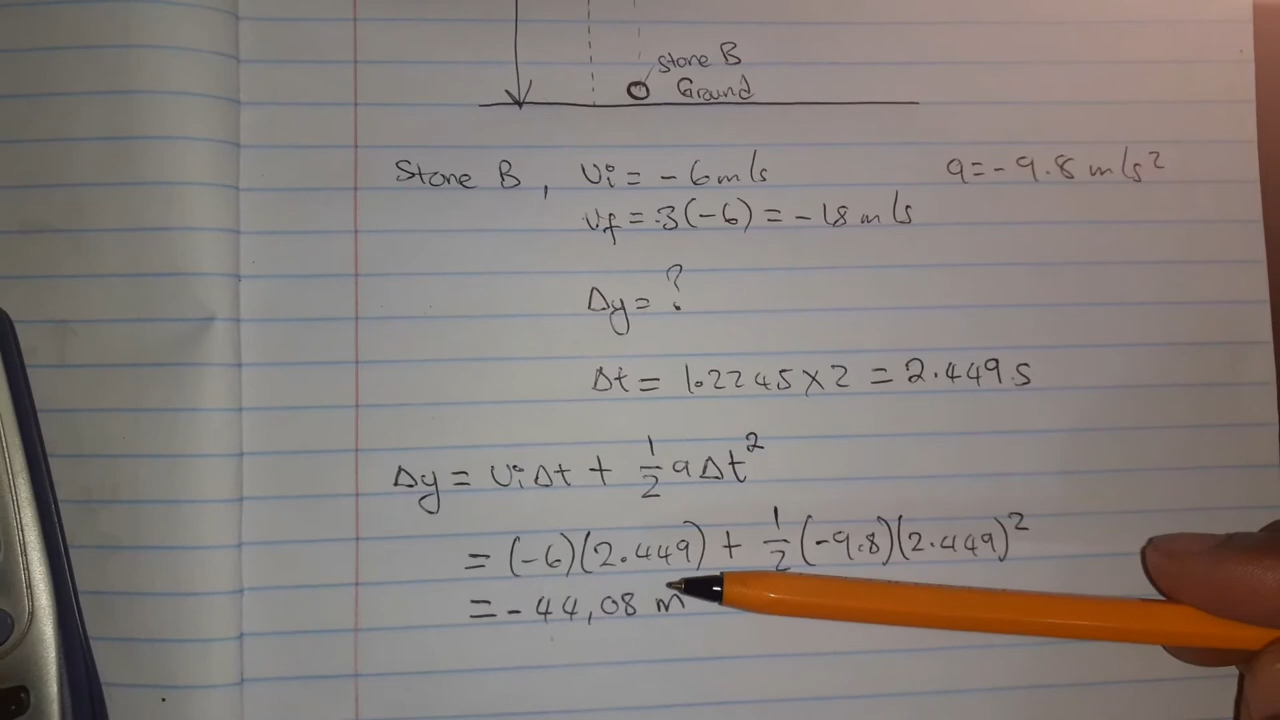 Stone B
Ground
Stone B, vi = -6m/s a = -9.8 m/s²
vf = 3(-6) = -18 m/s
Δy = ?
Δt = 1.2245 × 2 = 2.449 s
Δy = viΔt + 1/2 aΔt²
= (-6)(2.449) + 1/2 (-9.8)(2.449)²
= -44,08 m